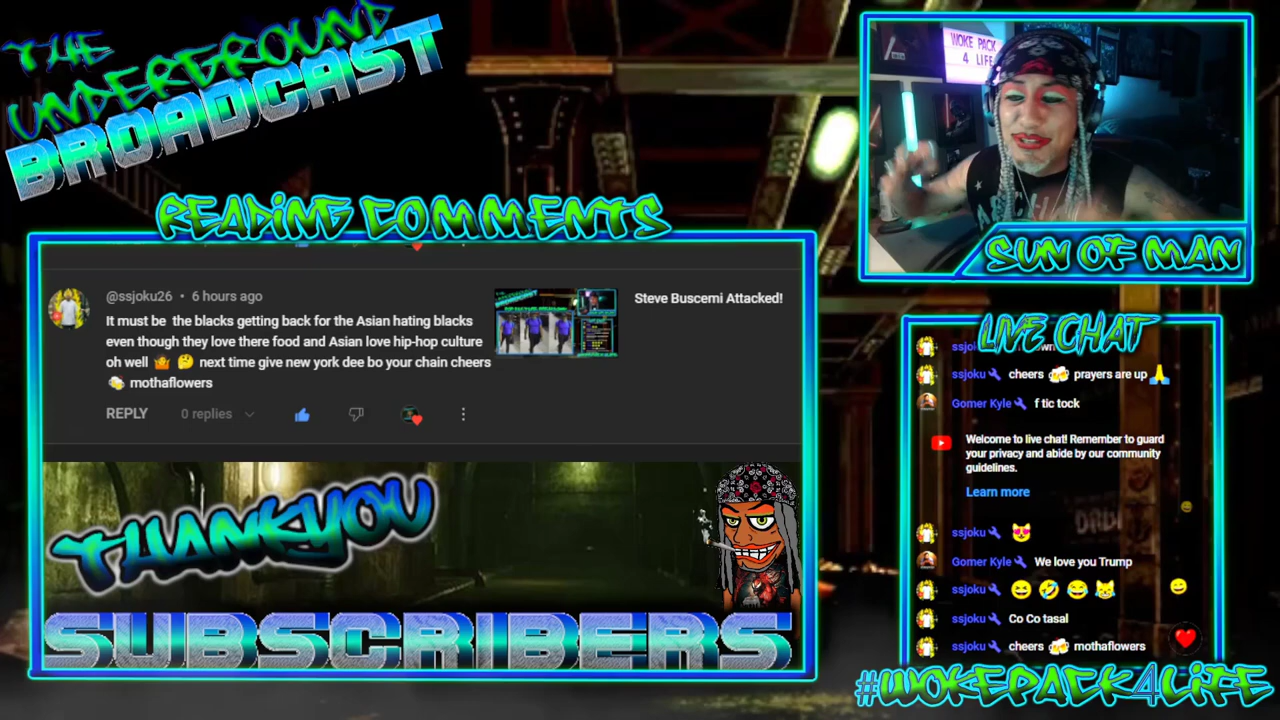 THE
UNDERGROUND
BROADCAST
READING COMMENTS
@ssjoku26 • 6 hours ago
It must be the blacks getting back for the Asian hating blacks
even though they love there food and Asian love hip-hop culture
oh well 🤷 🤔 next time give new york dee bo your chain cheers
🍻 mothaflowers
REPLY 0 replies
Steve Buscemi Attacked!
THANKYOU
SUBSCRIBERS
WOKE PACK
4 LIFE
SUN OF MAN
LIVE CHAT
ssjoku cheers 🍻 prayers are up 🙏
Gomer Kyle f tic tock
Welcome to live chat! Remember to guard
your privacy and abide by our community
guidelines.
Learn more
ssjoku 😻
Gomer Kyle We love you Trump
ssjoku 😆 🤣 😂 😹
ssjoku Co Co tasal
ssjoku cheers 🍻 mothaflowers
#WOKEPACK4LIFE